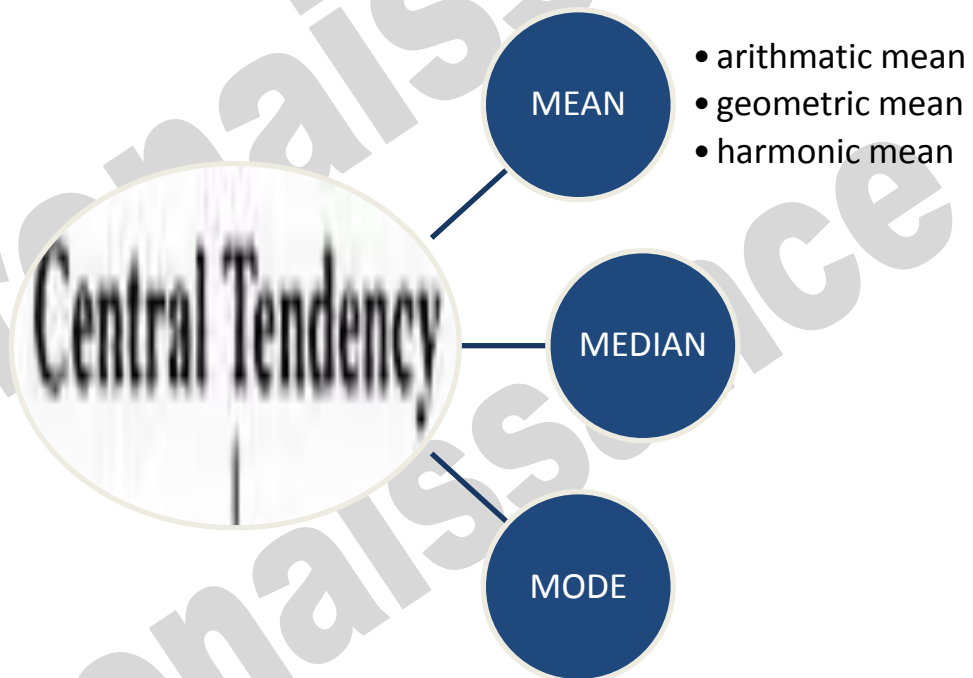 MEAN
• arithmatic mean
• geometric mean
• harmonic mean
Central Tendency
MEDIAN
MODE